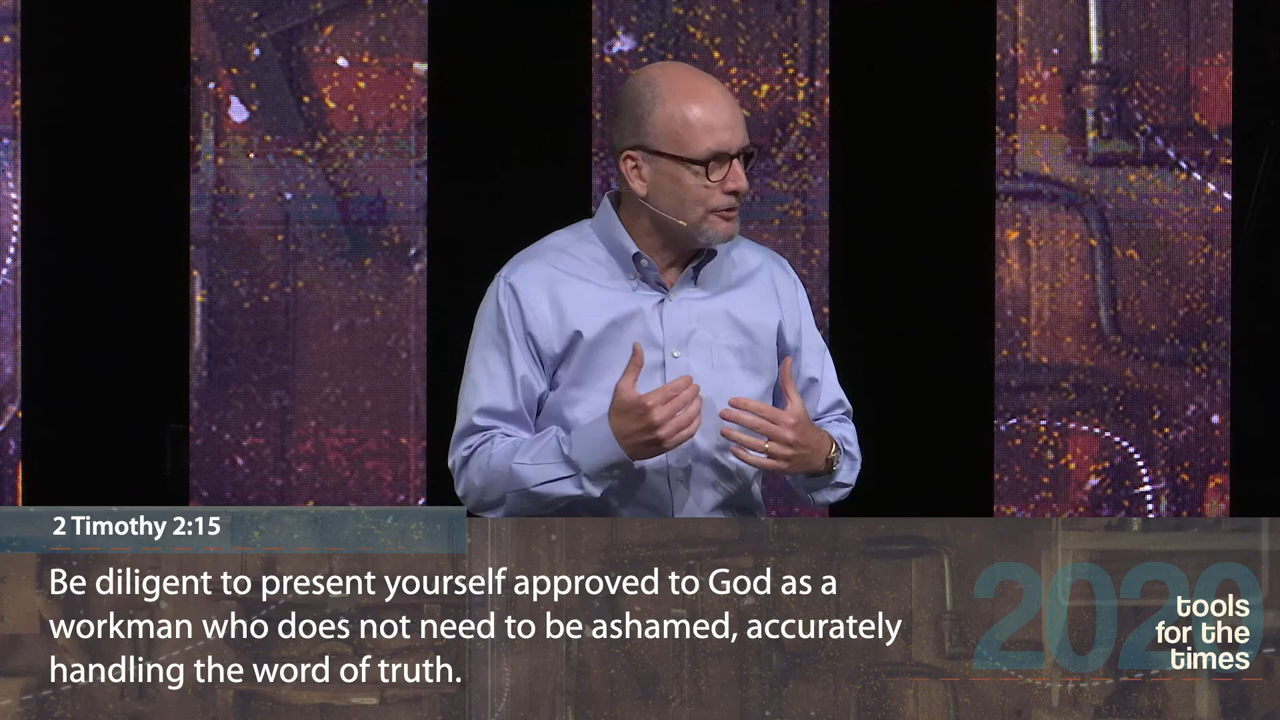 2 Timothy 2:15
Be diligent to present yourself approved to God as a
workman who does not need to be ashamed, accurately
handling the word of truth.
2020
tools
for the
times